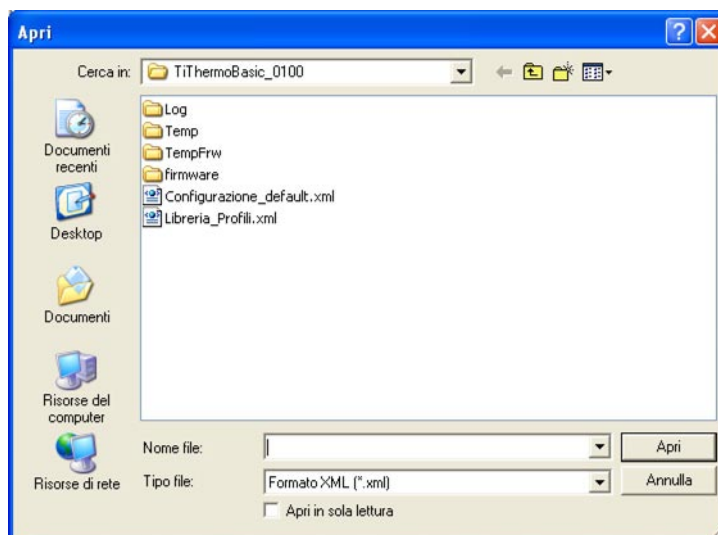 Apri
Cerca in: TiThermoBasic_0100
Documenti
recenti
Desktop
Documenti
Risorse del
computer
Risorse di rete
Log
Temp
TempFrw
firmware
Configurazione_default.xml
Libreria_Profili.xml
Nome file: Apri
Tipo file: Formato XML (*.xml) Annulla
Apri in sola lettura